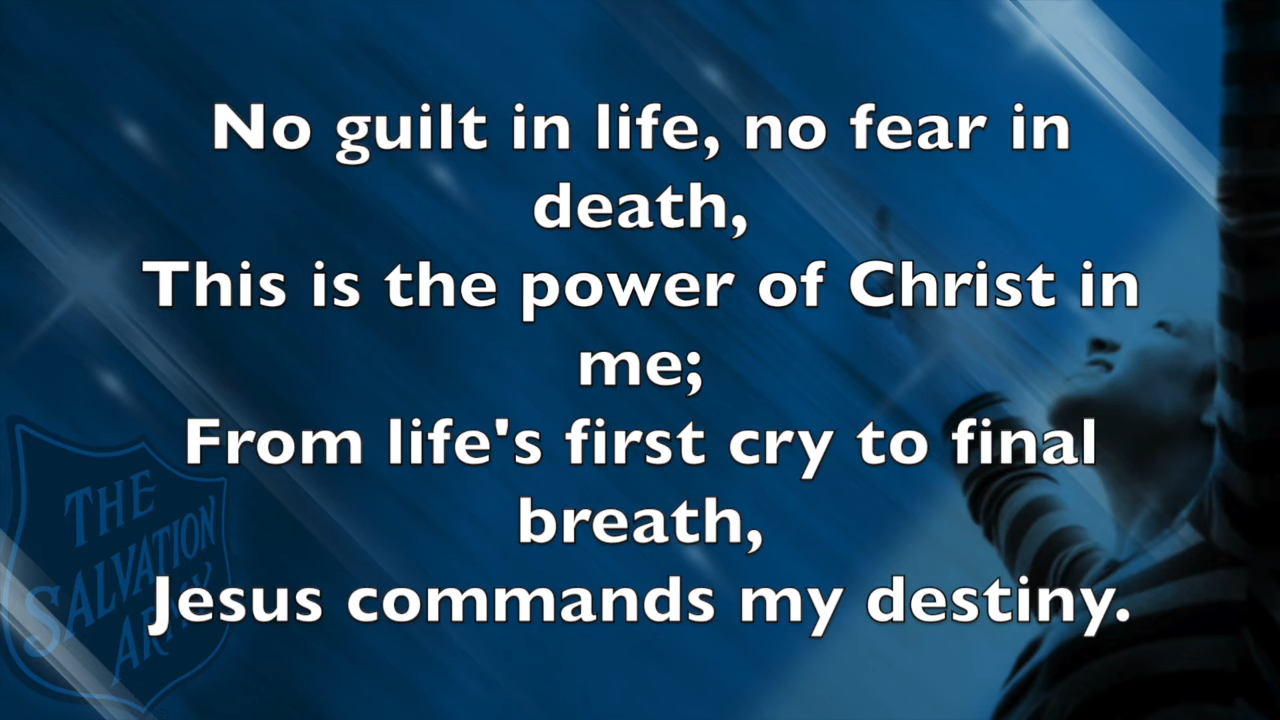 No guilt in life, no fear in
death,
This is the power of Christ in
me;
From life's first cry to final
breath,
Jesus commands my destiny.
THE
SALVATION
ARMY